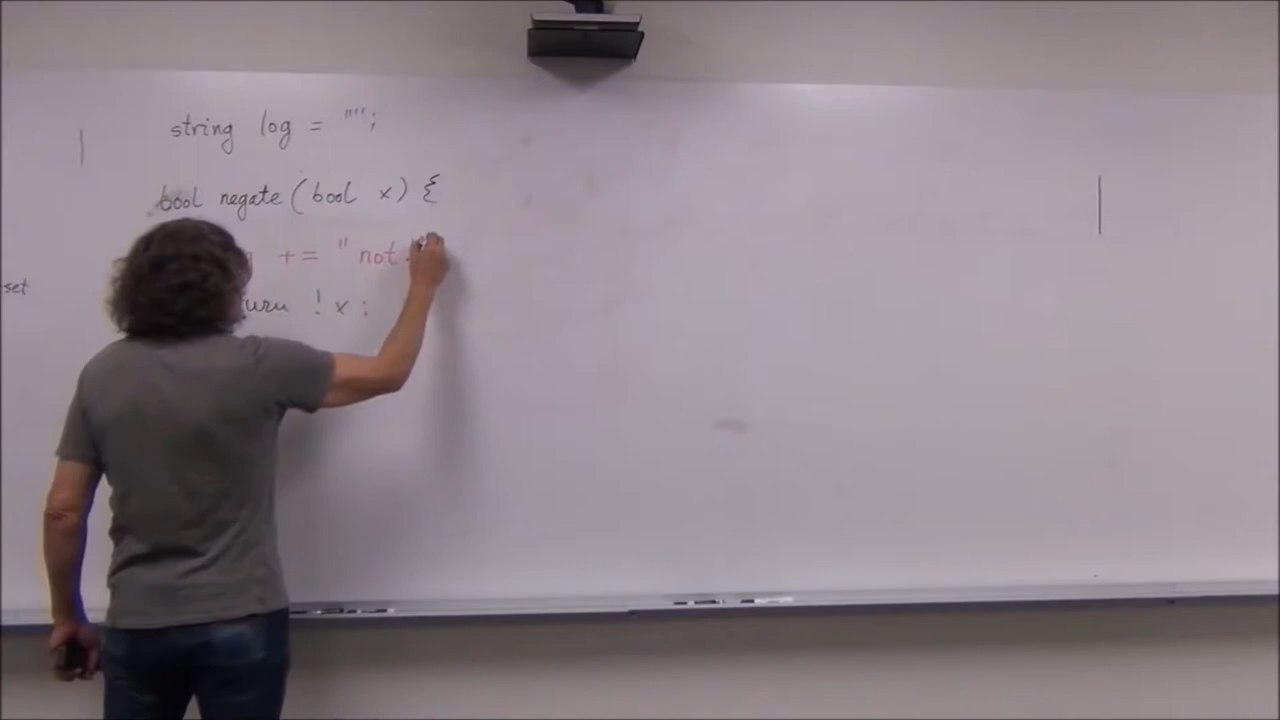 string log = "";
bool negate (bool x) {
+= "not
! x ;
set